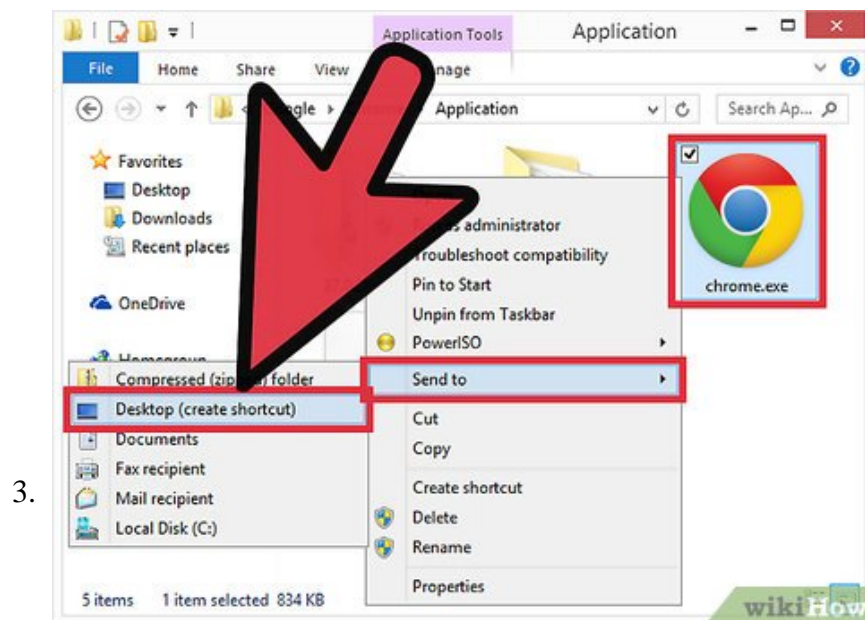 Application Tools
Application
File
Home
Share
View
Application
Search Ap...
Favorites
Desktop
Downloads
Recent places
OneDrive
Homegroup
chrome.exe
administrator
Troubleshoot compatibility
Pin to Start
Unpin from Taskbar
PowerISO
Send to
Cut
Copy
Create shortcut
Delete
Rename
Properties
Compressed folder
Desktop (create shortcut)
Documents
Fax recipient
Mail recipient
Local Disk (C:)
3.
5 items 1 item selected 834 KB
wikiHow